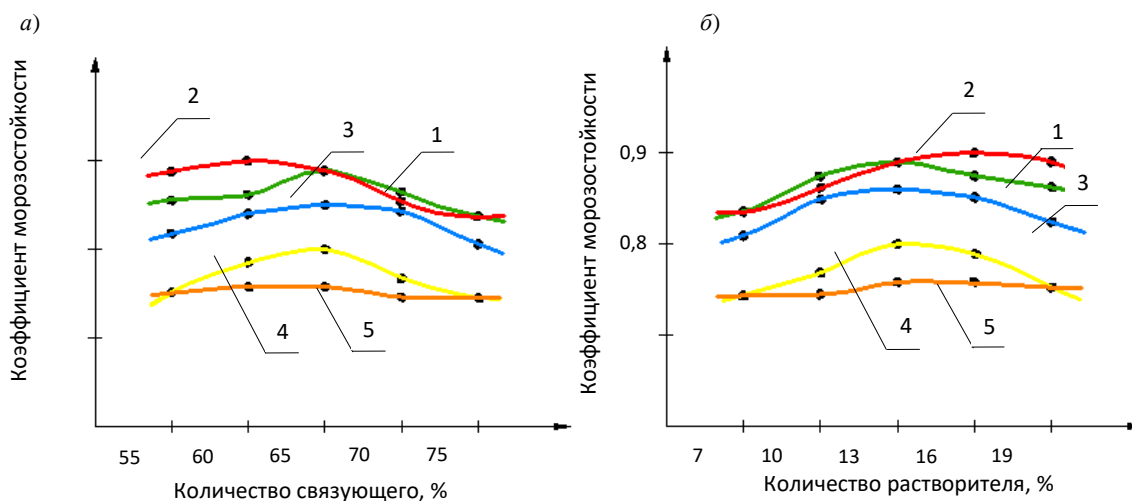 а)
Коэффициент морозостойкости
2
3
1
4
5
55 60 65 70 75
Количество связующего, %
б)
Коэффициент морозостойкости
0,9
0,8
2
1
3
4
5
7 10 13 16 19
Количество растворителя, %